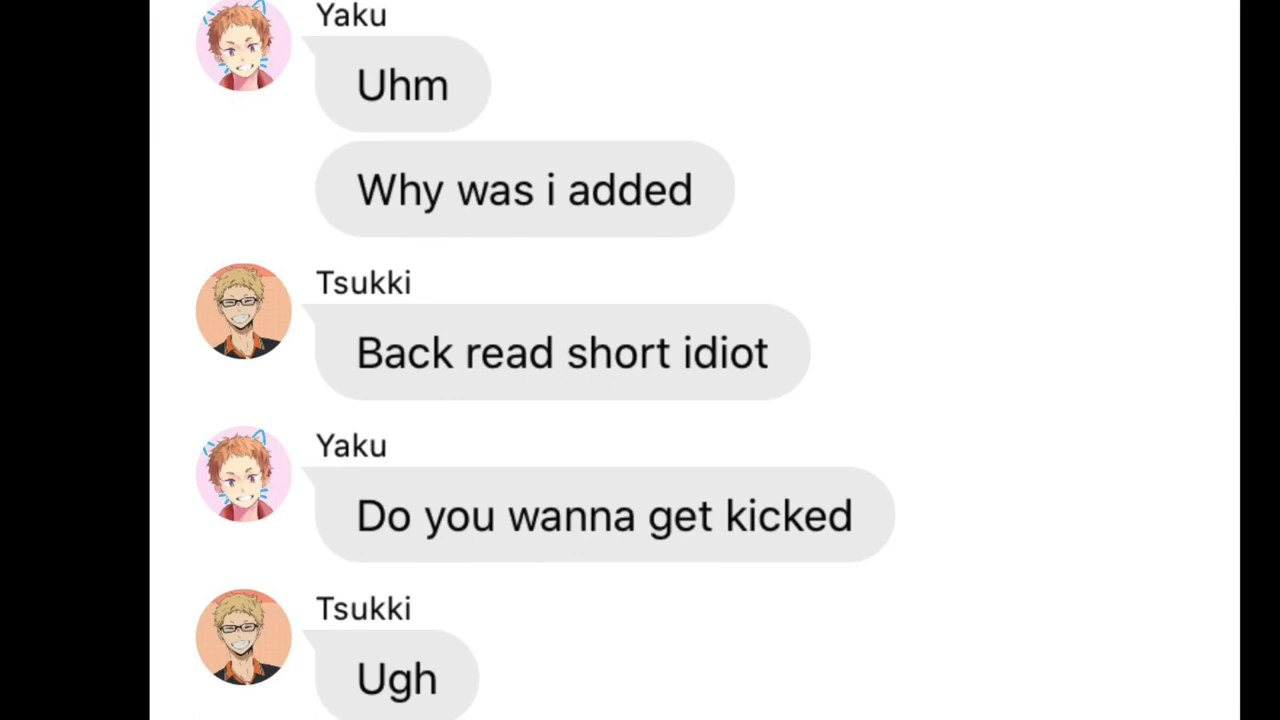 Yaku
Uhm
Why was i added
Tsukki
Back read short idiot
Yaku
Do you wanna get kicked
Tsukki
Ugh